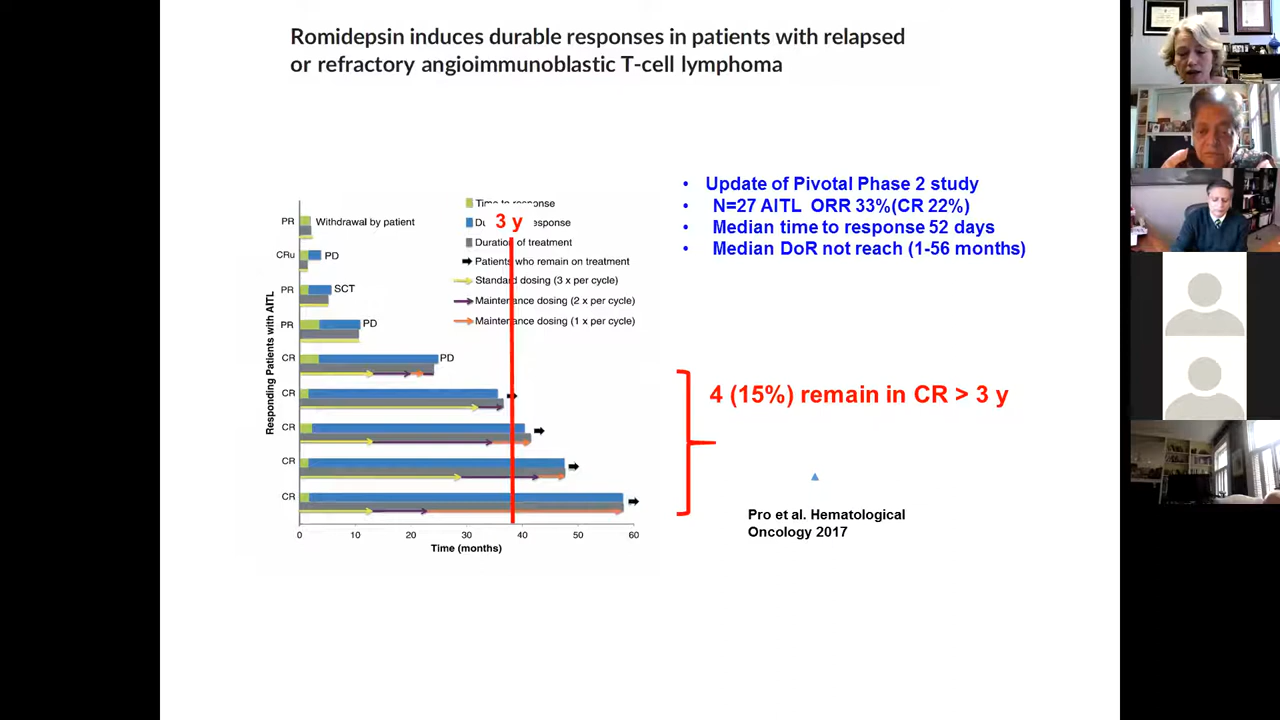 Romidepsin induces durable responses in patients with relapsed
or refractory angioimmunoblastic T-cell lymphoma
• Update of Pivotal Phase 2 study
• N=27 AITL ORR 33%(CR 22%)
• Median time to response 52 days
• Median DoR not reach (1-56 months)
response
3 y
response
Duration of treatment
Patients who remain on treatment
Standard dosing (3 x per cycle)
Maintenance dosing (2 x per cycle)
Maintenance dosing (1 x per cycle)
Responding Patients with AITL
PR Withdrawal by patient
CRu PD
PR SCT
PR PD
CR PD
CR
CR
CR
CR
0 10 20 30 40 50 60
Time (months)
4 (15%) remain in CR > 3 y
Pro et al. Hematological
Oncology 2017